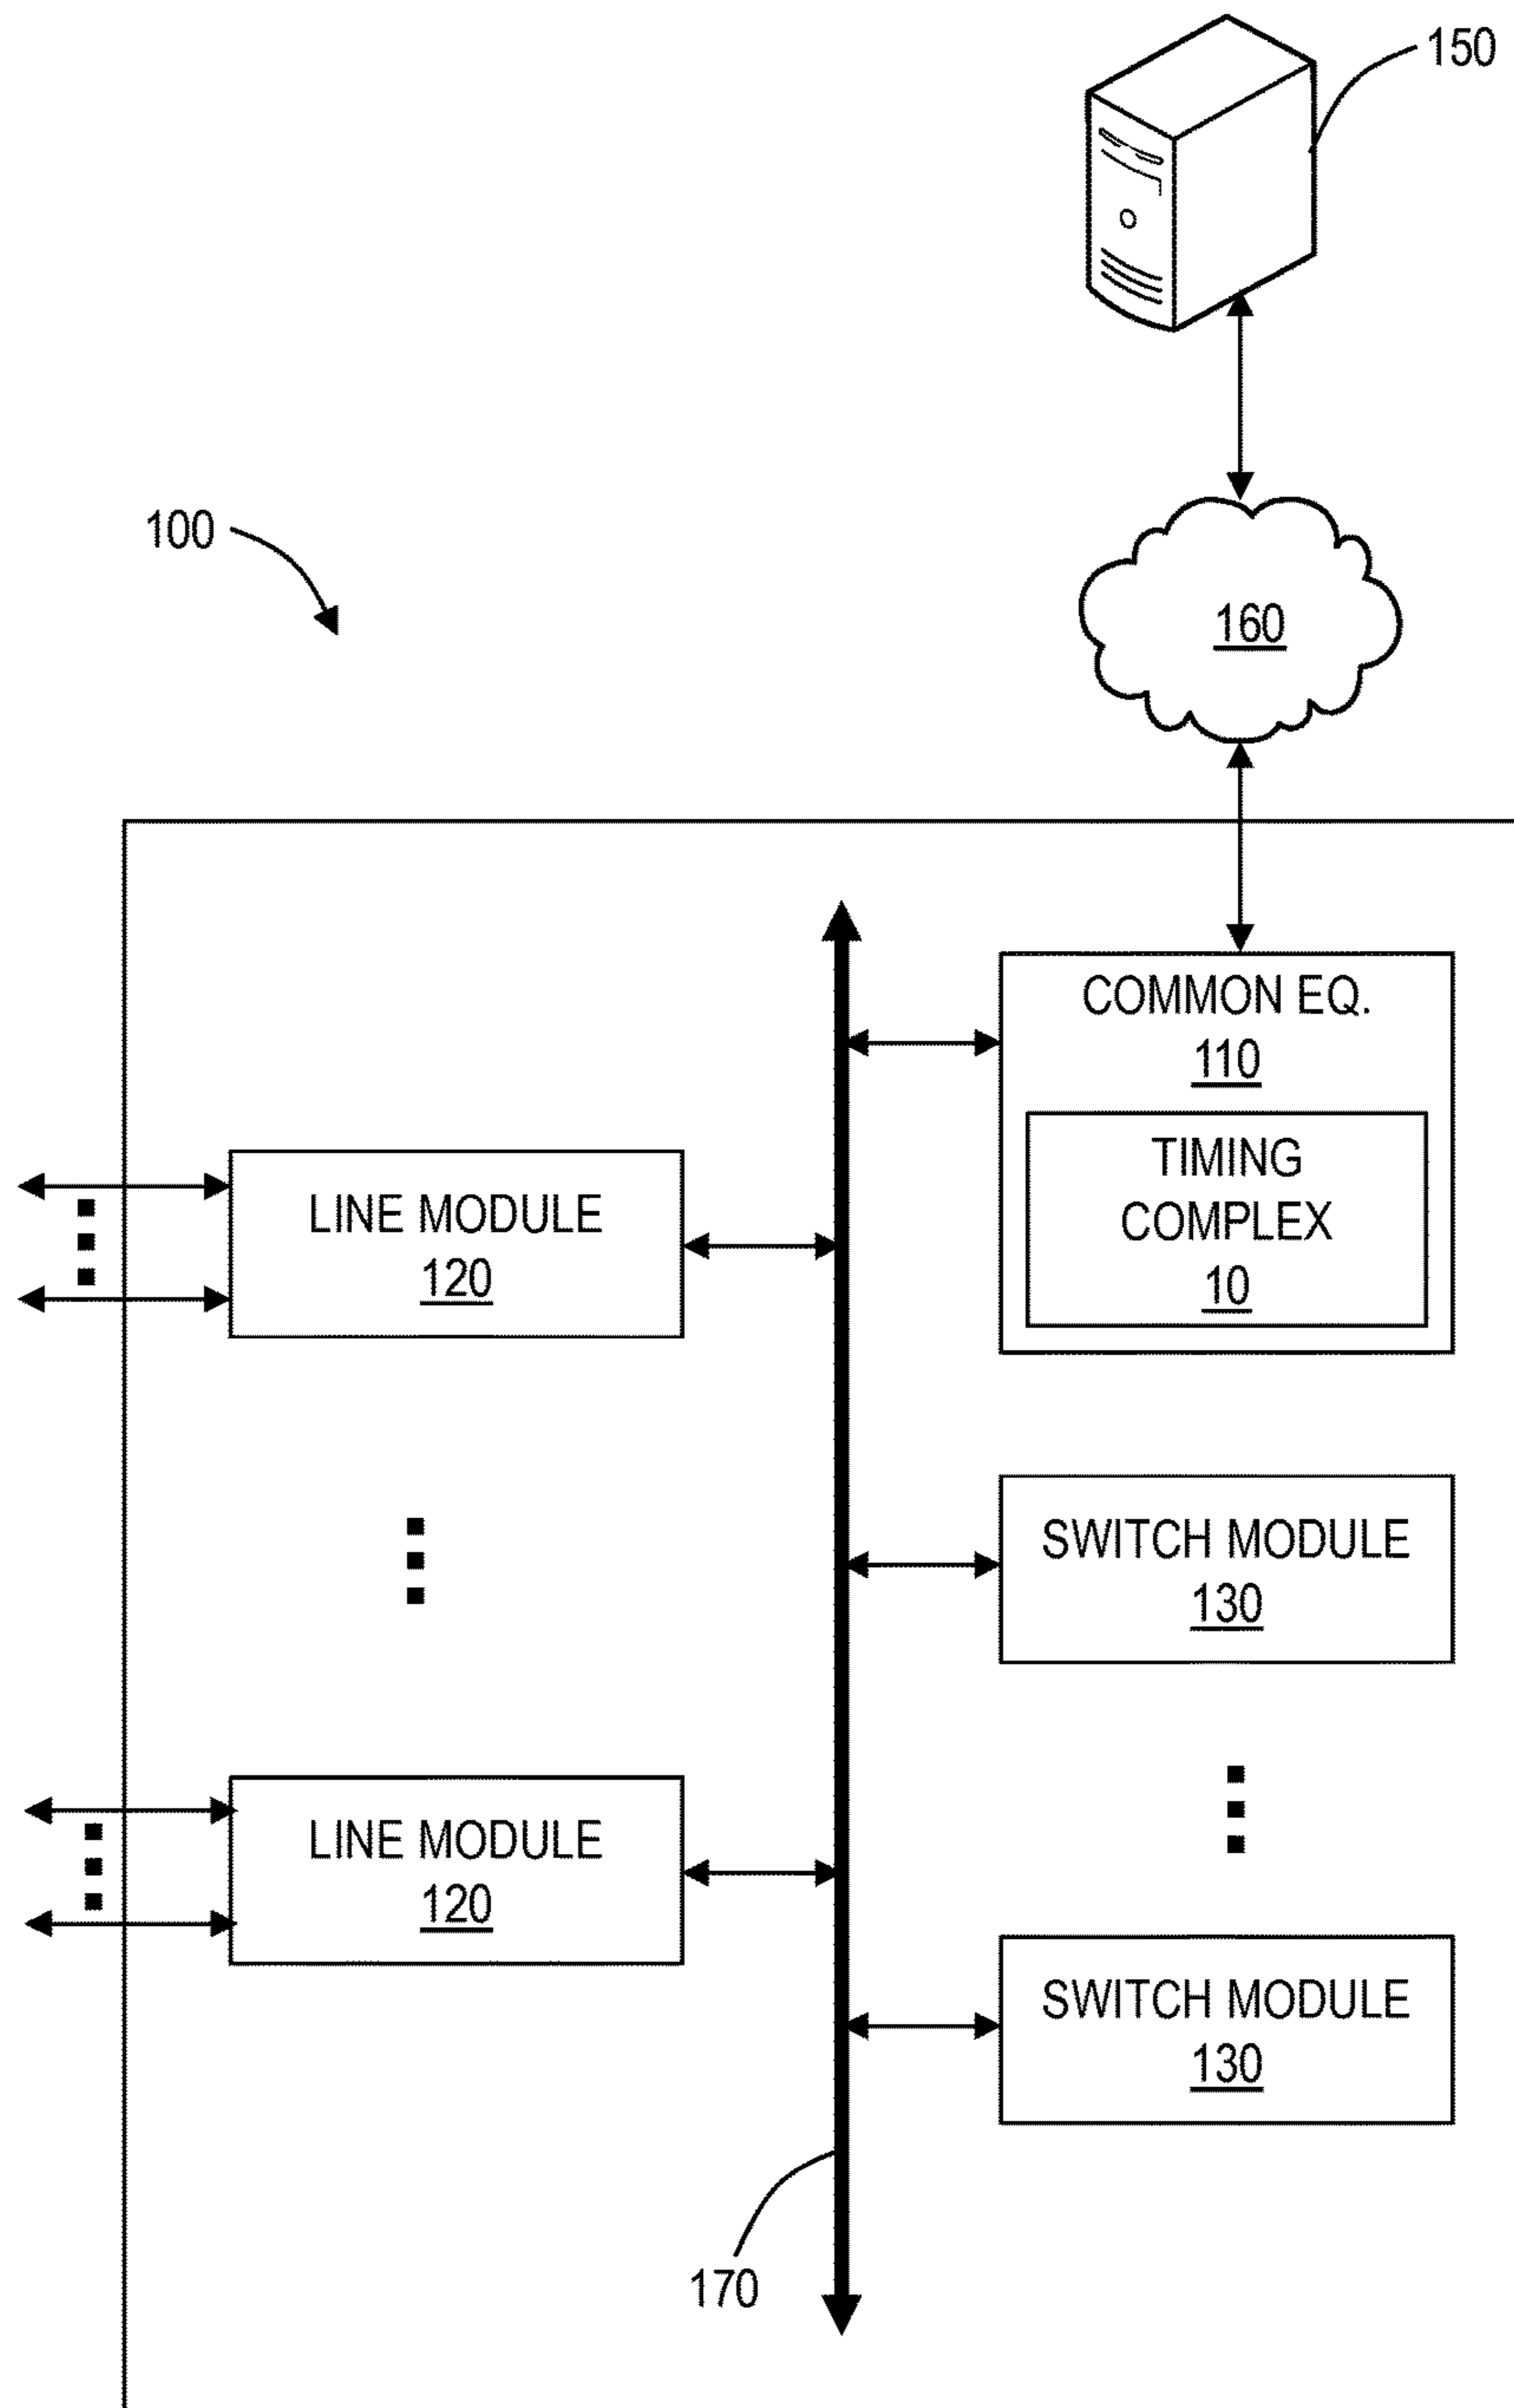 150
100
160
COMMON EQ.
110
TIMING
COMPLEX
10
LINE MODULE
120
SWITCH MODULE
130
LINE MODULE
120
SWITCH MODULE
130
170